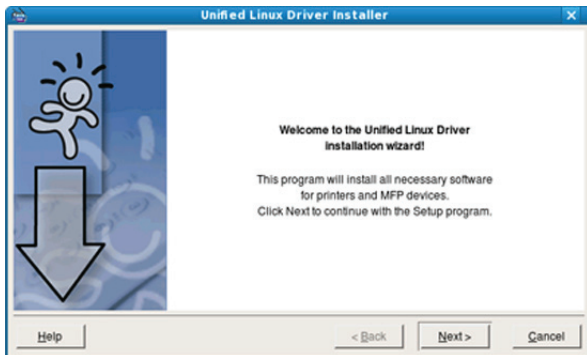 Unified Linux Driver Installer
Welcome to the Unified Linux Driver
installation wizard!
This program will install all necessary software
for printers and MFP devices.
Click Next to continue with the Setup program.
Help
< Back
Next >
Cancel